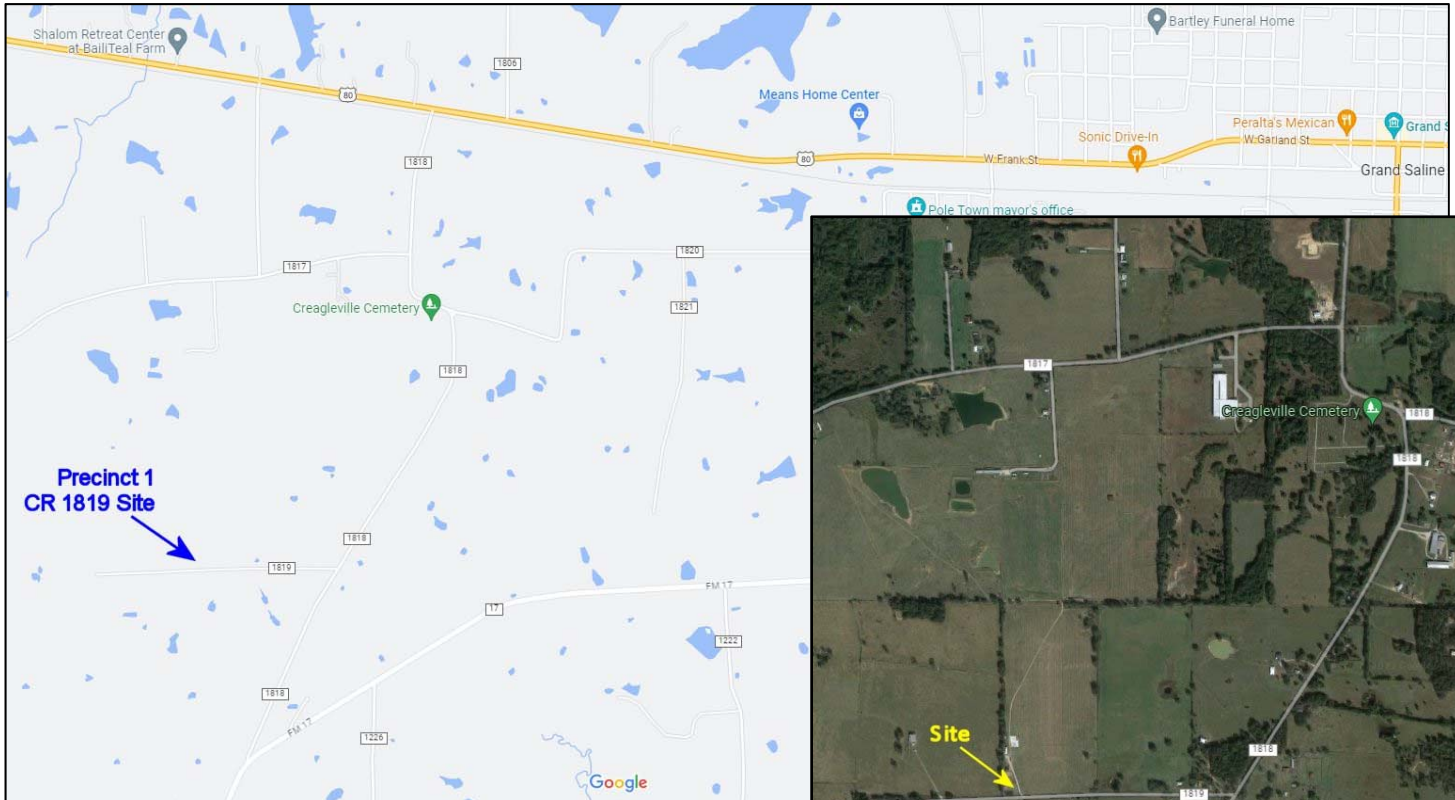 Shalom Retreat Center
at BailiTeal Farm
80
1806
Means Home Center
Bartley Funeral Home
Peralta's Mexican
Grand S
Sonic Drive-In
W Garland St
80
W Frank St
Grand Saline
1818
Pole Town mayor's office
1817
1820
1821
Creagleville Cemetery
1818
Precinct 1
CR 1819 Site
1818
1819
FM 17
17
1222
1818
FM 17
1226
Google
1817
Creagleville Cemetery
1818
1818
Site
1818
1819